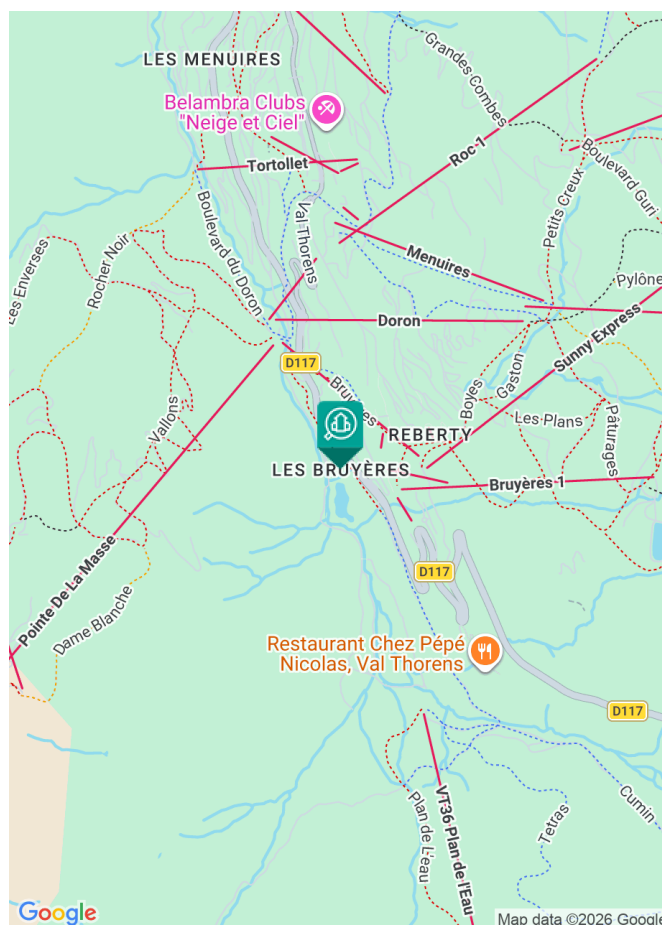 LES MENUIRES
Belambra Clubs
"Neige et Ciel"
Grandes Combes
Roc 1
Boulevard Guri
Tortollet
Petits Creux
Val Thorens
Boulevard du Doron
Les Enverses
Rocher Noir
Menuires
Pylône
Doron
Sunny Express
D117
Bruyères
Gaston
Boyes
Les Plans
Pâturages
Vallons
REBERTY
LES BRUYÈRES
Bruyères 1
Pointe De La Masse
Dame Blanche
D117
Restaurant Chez Pépé
Nicolas, Val Thorens
D117
Plan de L'eau
VT36 Plan de l'Eau
Tetras
Cumin
Google
Map data ©2026 Google